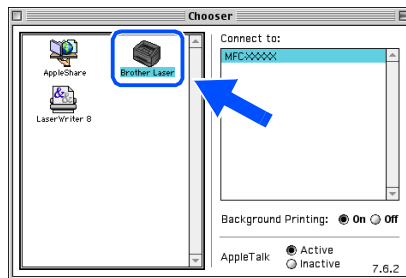 Chooser
AppleShare
Brother Laser
LaserWriter 8
Connect to:
MFC-XXXX
Background Printing: On Off
AppleTalk
Active
Inactive
7.6.2